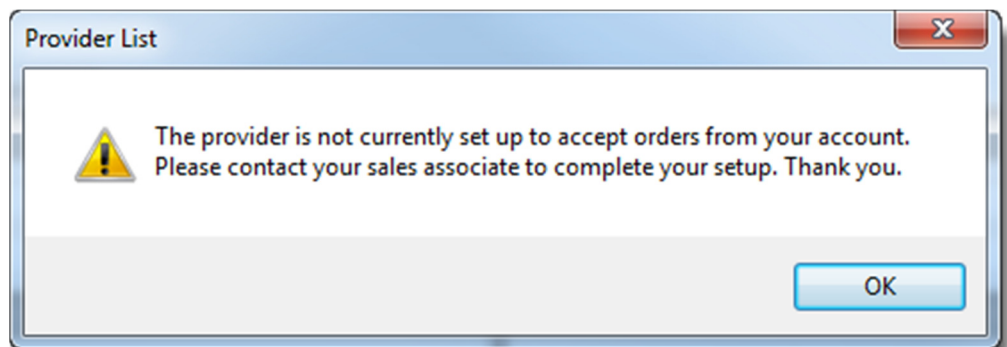 Provider List
The provider is not currently set up to accept orders from your account.
Please contact your sales associate to complete your setup. Thank you.
OK